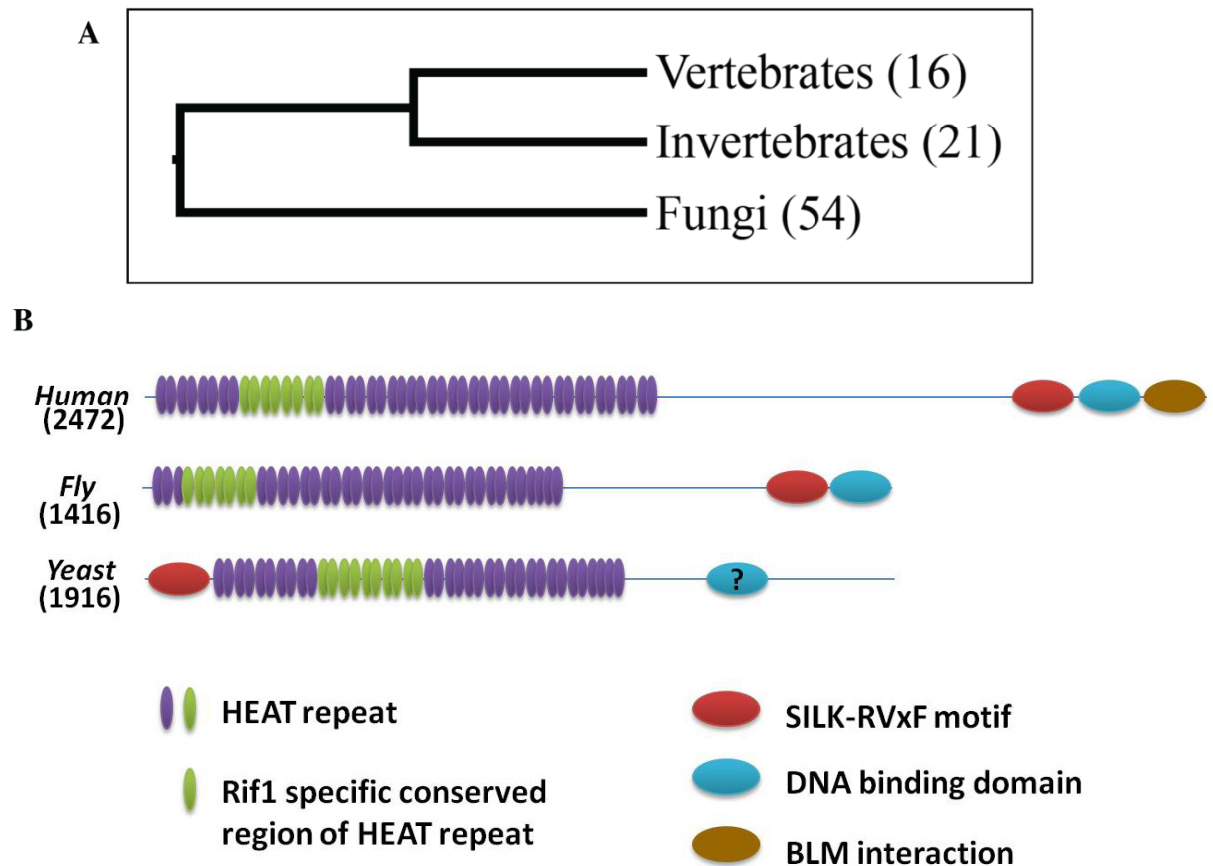 A
Vertebrates (16)
Invertebrates (21)
Fungi (54)
B
Human
(2472)
Fly
(1416)
Yeast
(1916)
?
HEAT repeat
Rif1 specific conserved
region of HEAT repeat
SILK-RVxF motif
DNA binding domain
BLM interaction